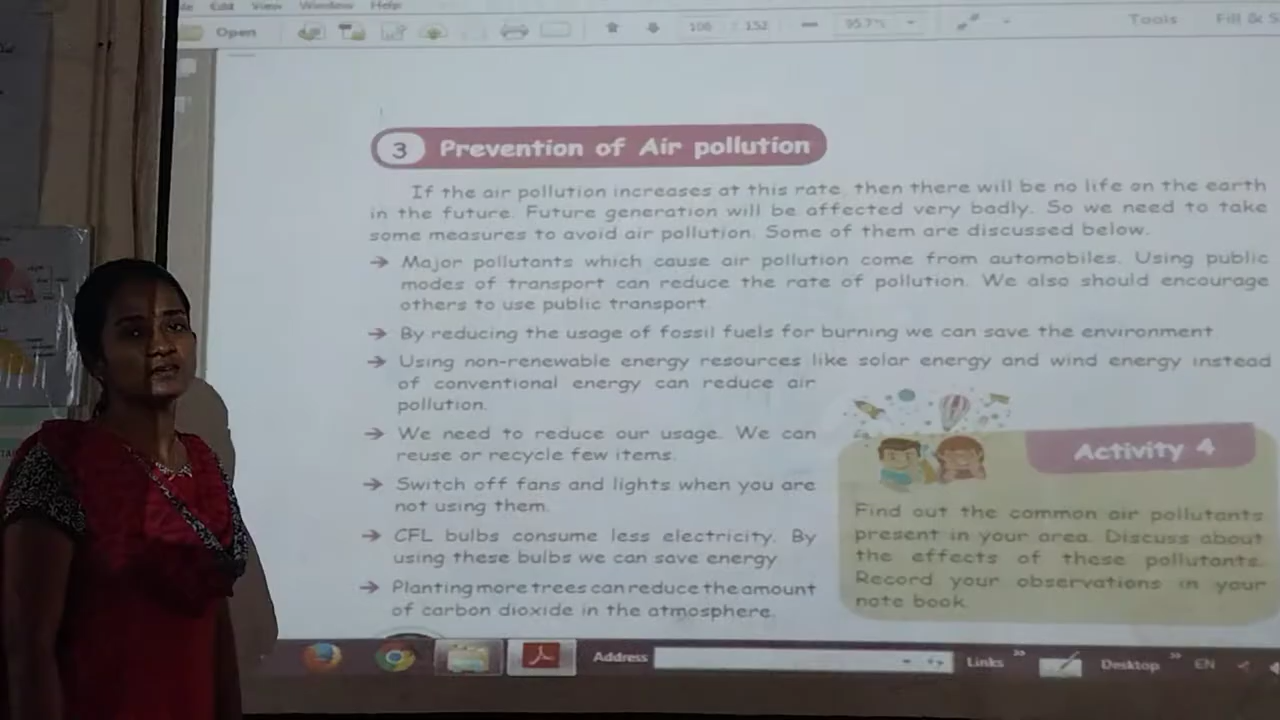 Edit View Window Help
Open 106 / 152 95.7% Tools Fill & S
3 Prevention of Air pollution
If the air pollution increases at this rate, then there will be no life on the earth
in the future. Future generation will be affected very badly. So we need to take
some measures to avoid air pollution. Some of them are discussed below.
→ Major pollutants which cause air pollution come from automobiles. Using public
modes of transport can reduce the rate of pollution. We also should encourage
others to use public transport.
→ By reducing the usage of fossil fuels for burning we can save the environment
→ Using non-renewable energy resources like solar energy and wind energy instead
of conventional energy can reduce air
pollution.
→ We need to reduce our usage. We can
reuse or recycle few items.
→ Switch off fans and lights when you are
not using them.
→ CFL bulbs consume less electricity. By
using these bulbs we can save energy
→ Planting more trees can reduce the amount
of carbon dioxide in the atmosphere.
Activity 4
Find out the common air pollutants
present in your area. Discuss about
the effects of these pollutants.
Record your observations in your
note book.
Address Links » Desktop » EN